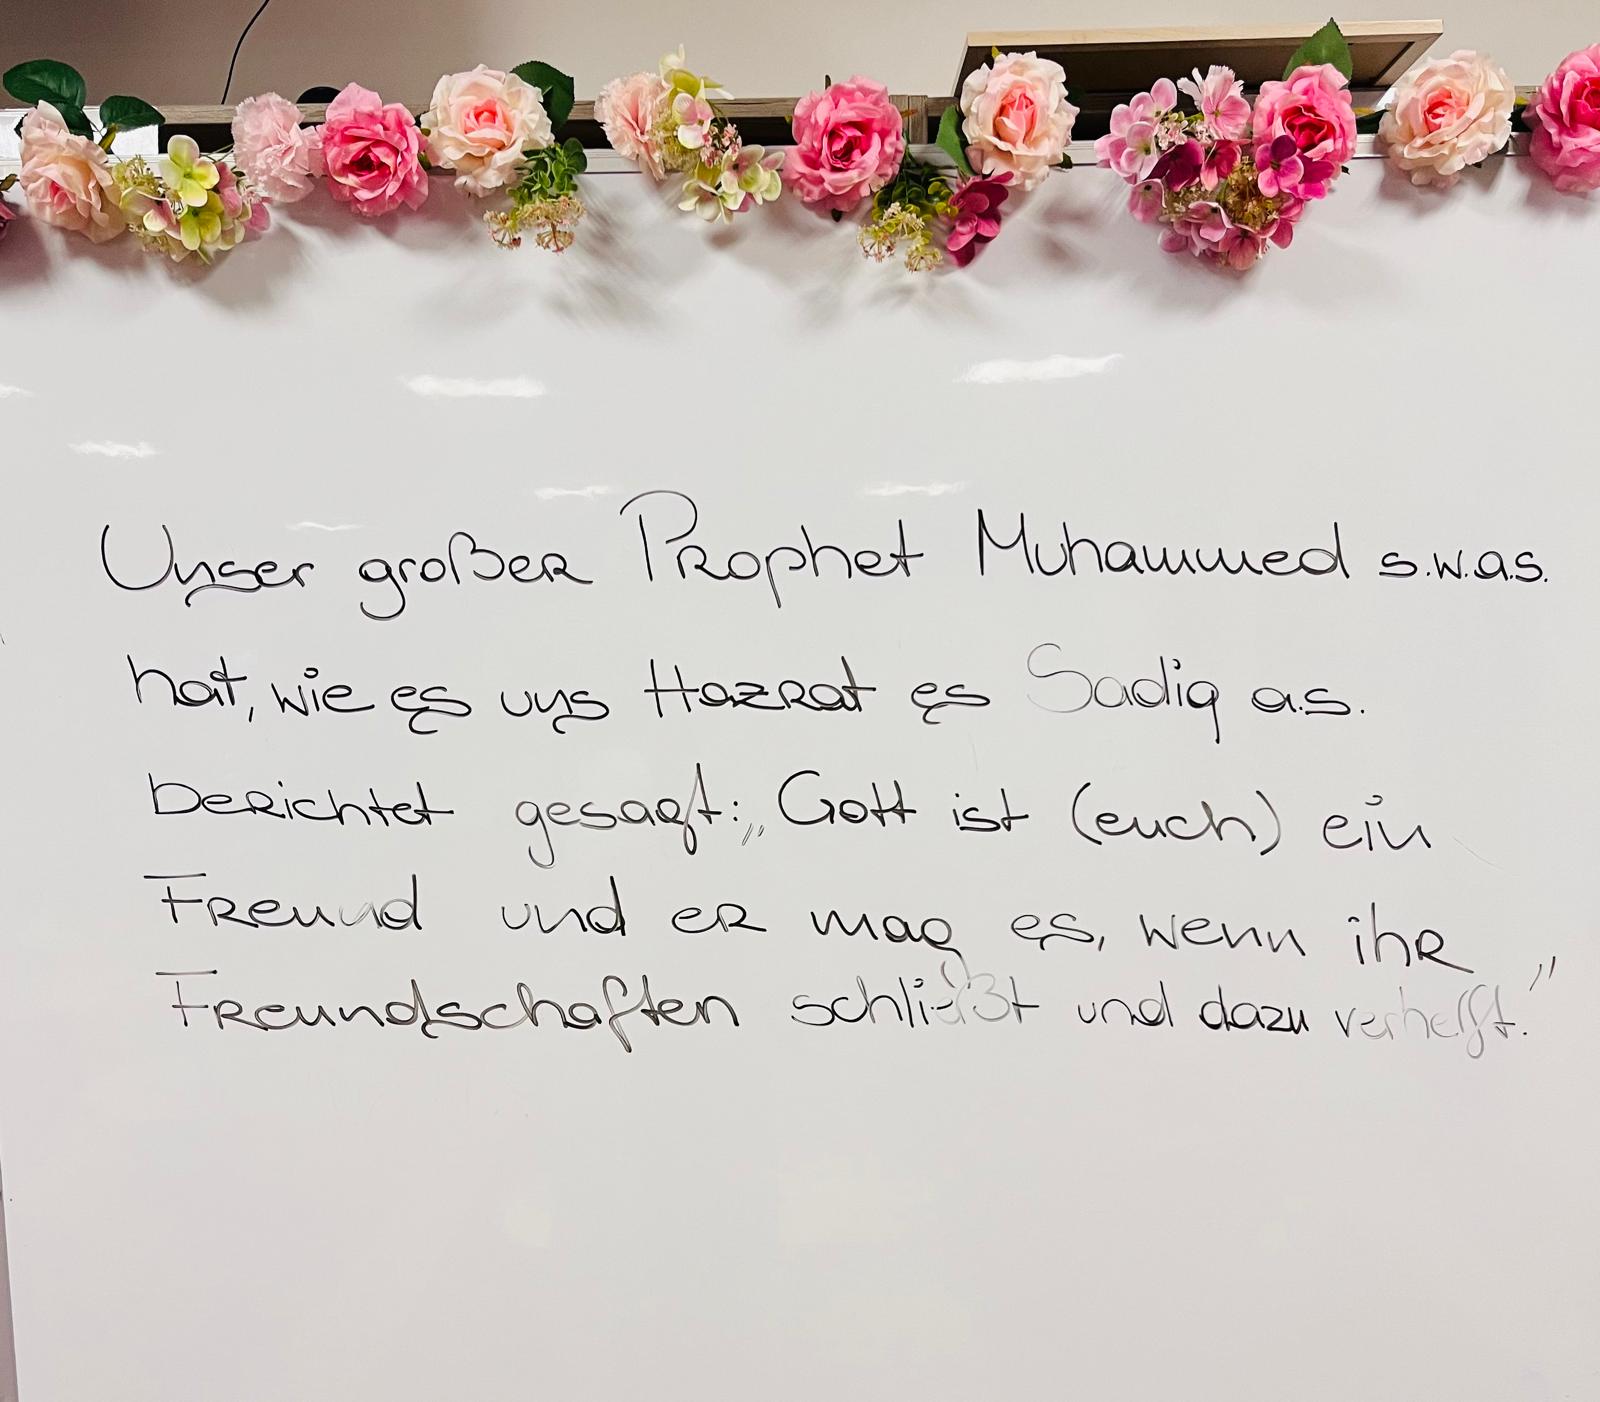 Unser großer Prophet Muhammed s.w.a.s.
hat, wie es uns Hazrat es Sadiq a.s.
berichtet gesagt: „Gott ist (euch) ein
Freund und er mag es, wenn ihr
Freundschaften schließt und dazu verhelft.”